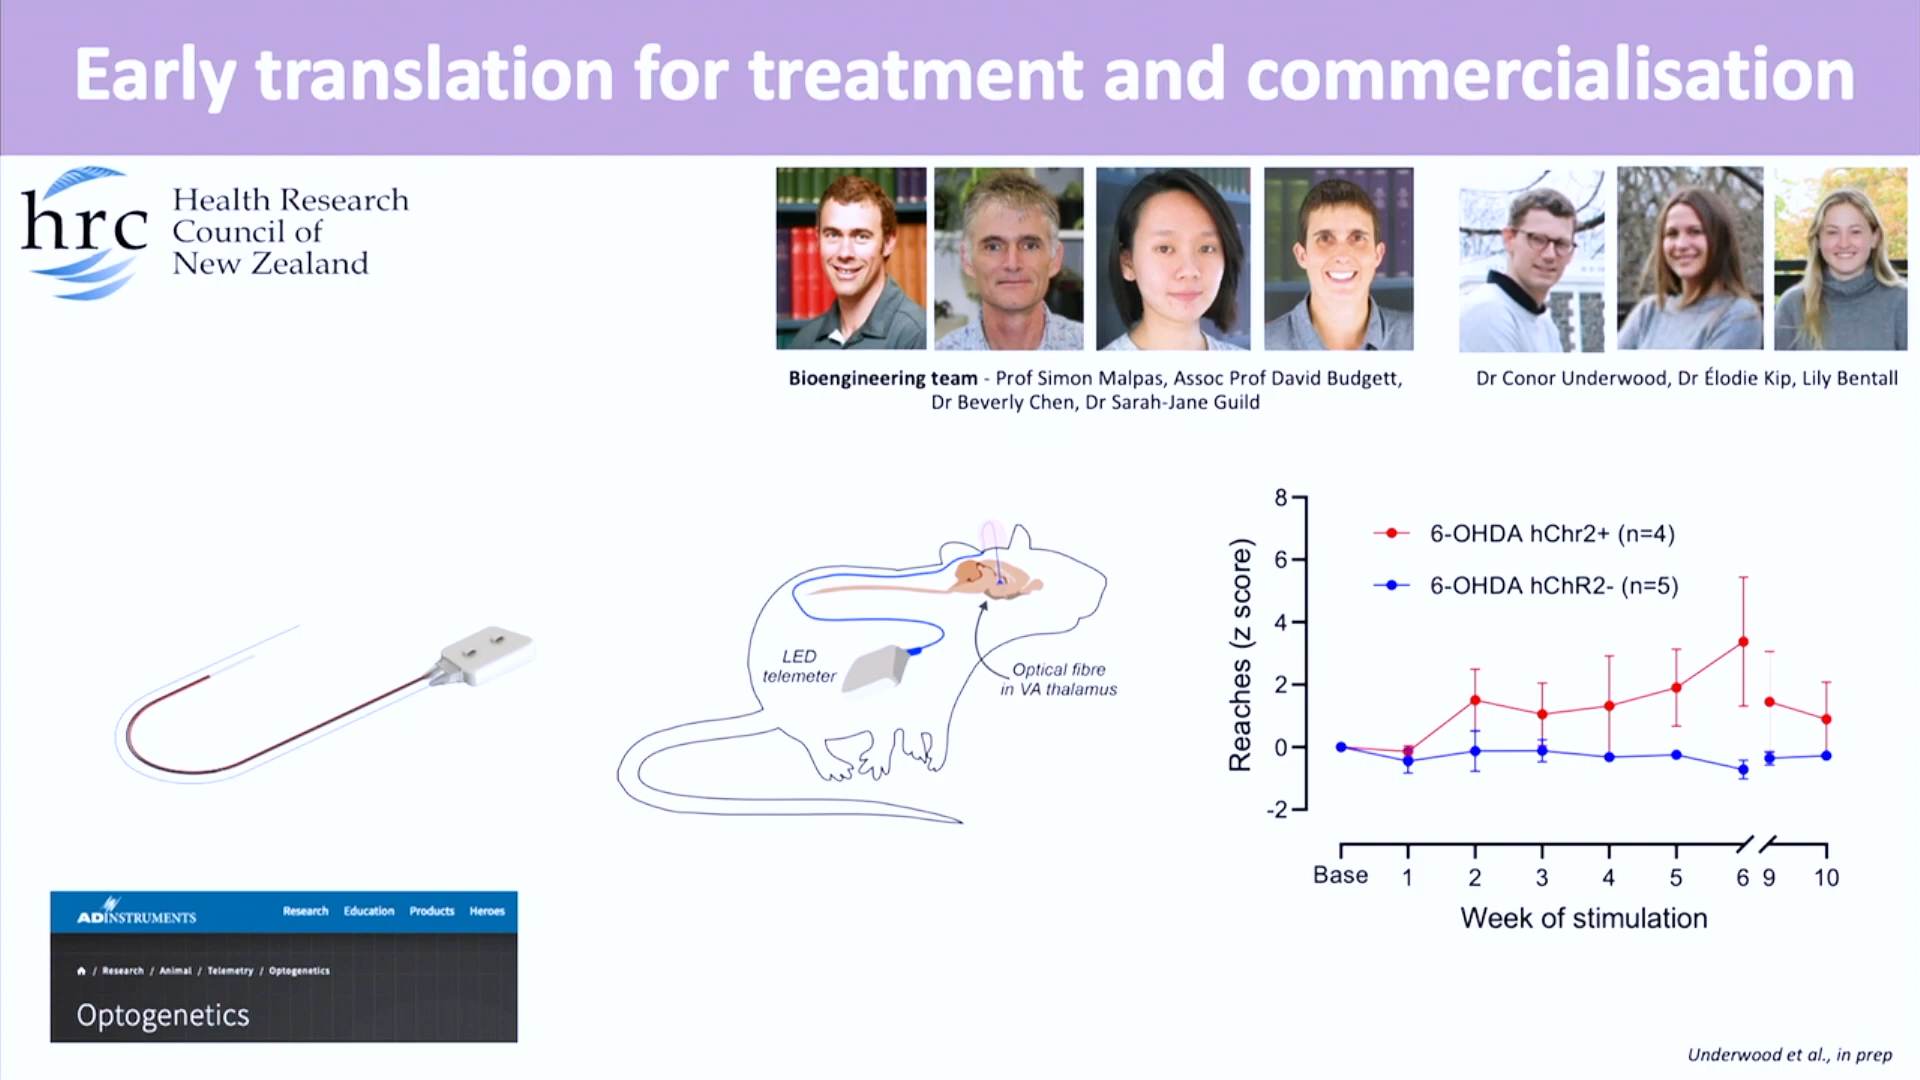 Early translation for treatment and commercialisation
hrc
Health Research
Council of
New Zealand
Bioengineering team - Prof Simon Malpas, Assoc Prof David Budgett,
Dr Beverly Chen, Dr Sarah-Jane Guild
Dr Conor Underwood, Dr Élodie Kip, Lily Bentall
LED
telemeter
Optical fibre
in VA thalamus
8
6
4
2
0
-2
Reaches (z score)
6-OHDA hChr2+ (n=4)
6-OHDA hChR2- (n=5)
Base 1 2 3 4 5 6 9 10
Week of stimulation
ADINSTRUMENTS
Research Education Products Heroes
/ Research / Animal / Telemetry / Optogenetics
Optogenetics
Underwood et al., in prep